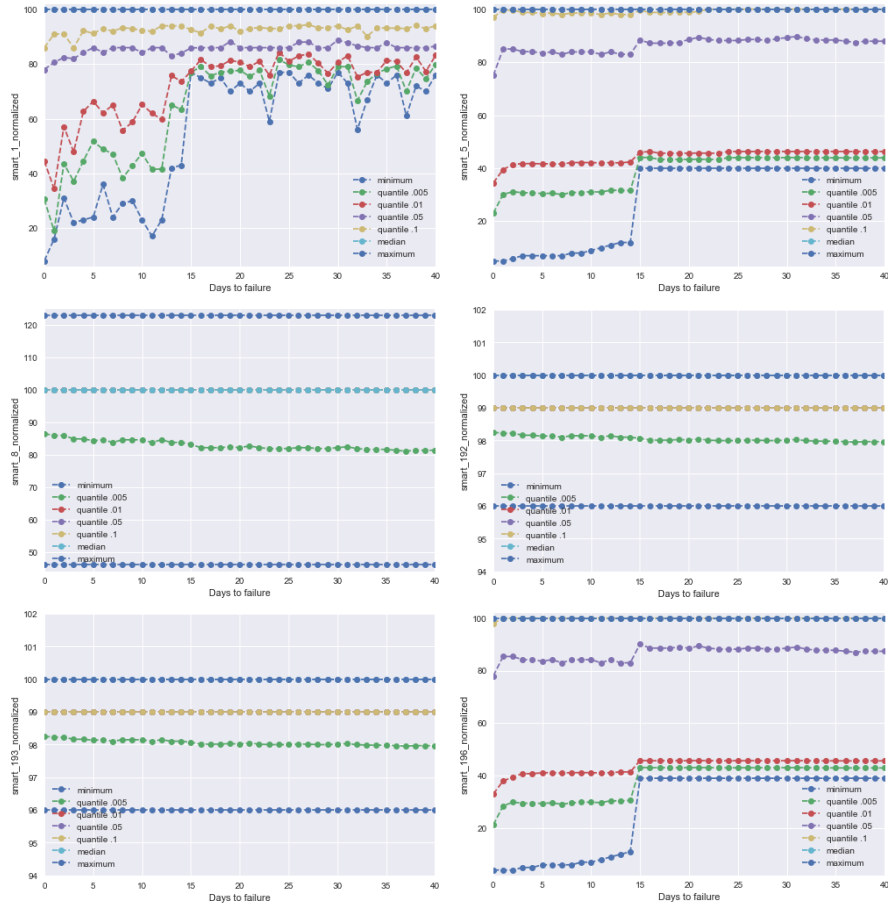 100
80
60
40
20
smart_1_normalized
minimum
quantile .005
quantile .01
quantile .05
quantile .1
median
maximum
0 5 10 15 20 25 30 35 40
Days to failure
100
80
60
40
20
smart_5_normalized
minimum
quantile .005
quantile .01
quantile .05
quantile .1
median
maximum
0 5 10 15 20 25 30 35 40
Days to failure
120
110
100
90
80
70
60
50
smart_8_normalized
minimum
quantile .005
quantile .01
quantile .05
quantile .1
median
maximum
0 5 10 15 20 25 30 35 40
Days to failure
102
101
100
99
98
97
96
95
94
smart_192_normalized
minimum
quantile .005
quantile .01
quantile .05
quantile .1
median
maximum
0 5 10 15 20 25 30 35 40
Days to failure
102
101
100
99
98
97
96
95
94
smart_193_normalized
minimum
quantile .005
quantile .01
quantile .05
quantile .1
median
maximum
0 5 10 15 20 25 30 35 40
Days to failure
100
80
60
40
20
smart_196_normalized
minimum
quantile .005
quantile .01
quantile .05
quantile .1
median
maximum
0 5 10 15 20 25 30 35 40
Days to failure